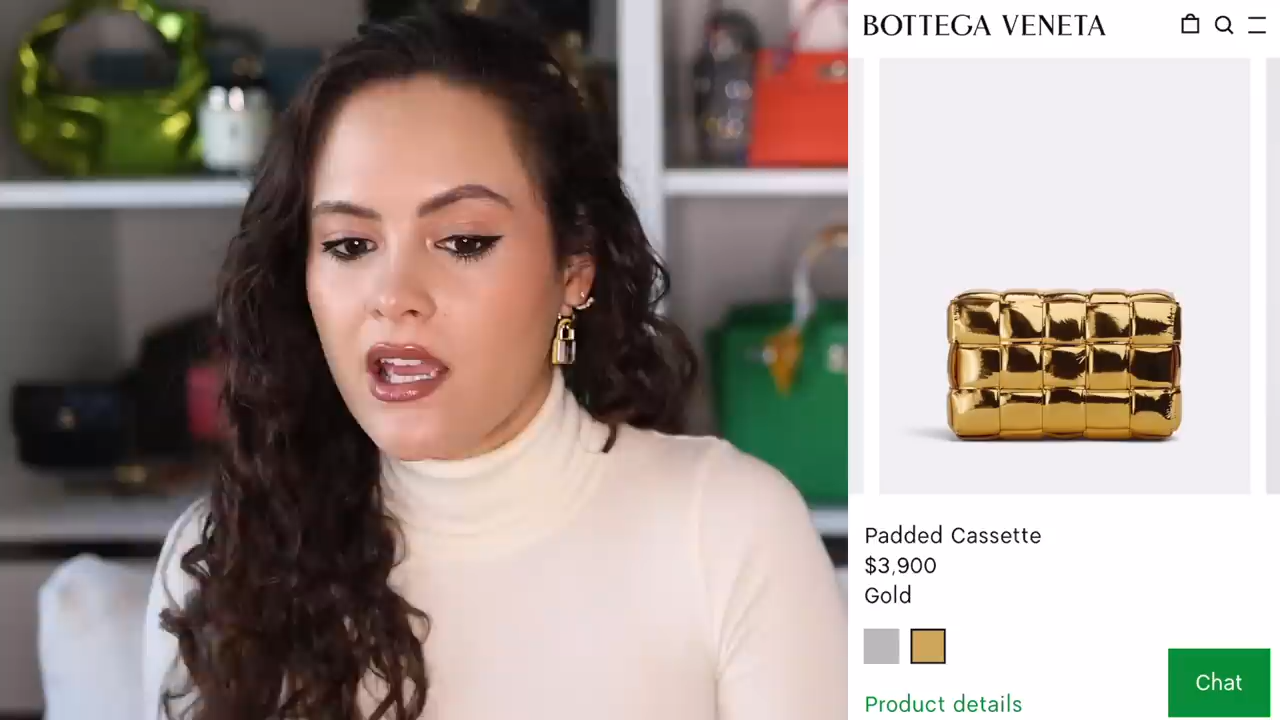 BOTTEGA VENETA
Padded Cassette
$3,900
Gold
Product details
Chat